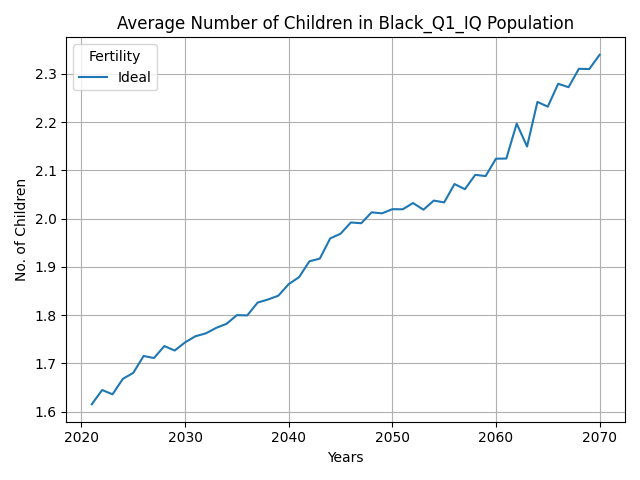 Average Number of Children in Black_Q1_IQ Population
Fertility
Ideal
No. of Children
2.3
2.2
2.1
2.0
1.9
1.8
1.7
1.6
2020 2030 2040 2050 2060 2070
Years